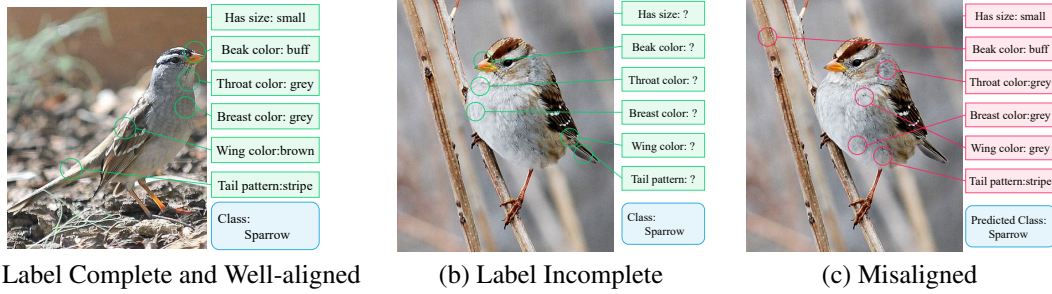 Has size: small
Beak color: buff
Throat color: grey
Breast color: grey
Wing color:brown
Tail pattern:stripe
Class:
Sparrow
Label Complete and Well-aligned
Has size: ?
Beak color: ?
Throat color: ?
Breast color: ?
Wing color: ?
Tail pattern: ?
Class:
Sparrow
(b) Label Incomplete
Has size: small
Beak color: buff
Throat color:grey
Breast color:grey
Wing color: grey
Tail pattern:stripe
Predicted Class:
Sparrow
(c) Misaligned